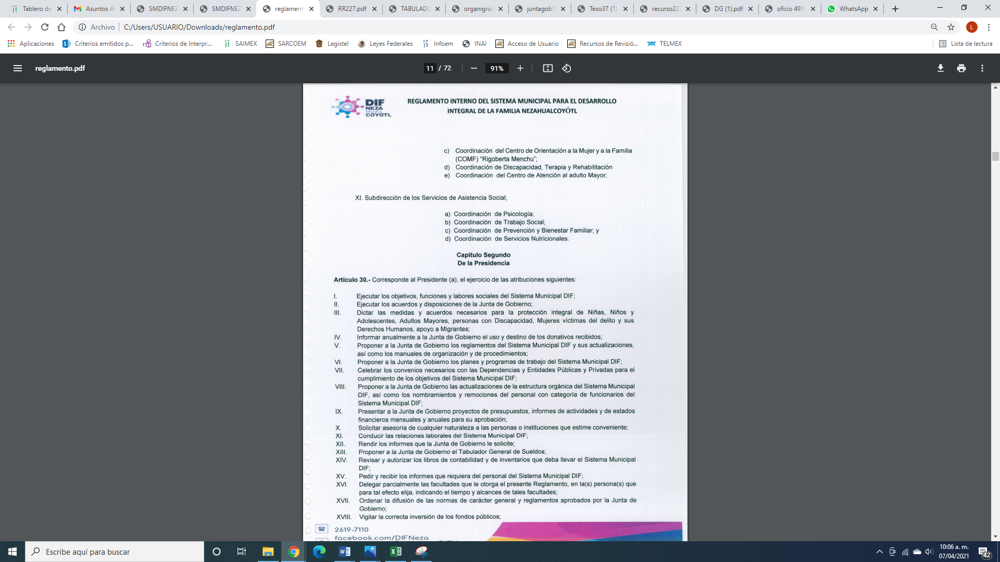 Tablero de
Asuntos As
SMDIFNEZ
SMDIFNEZ
reglament
RR227.pdf
TABULADO
organigran
juntagob1
Teso37 (1)
recurso227
DG (1).pdf
oficio 491-
WhatsApp
Archivo | C:/Users/USUARIO/Downloads/reglamento.pdf
L
Aplicaciones
Criterios emitidos p...
Criterios de Interpr...
SAIMEX
SARCOEM
Legistel
Leyes Federales
Infoem
INAI
Acceso de Usuario
Recursos de Revisió...
TELMEX
Lista de lectura
reglamento.pdf
11 / 72
91%
DIF
NEZA
HUAL
COYOTL
REGLAMENTO INTERNO DEL SISTEMA MUNICIPAL PARA EL DESARROLLO
INTEGRAL DE LA FAMILIA NEZAHUALCOYÓTL
c) Coordinación del Centro de Orientación a la Mujer y a la Familia
(COMF) "Rigoberta Menchu";
d) Coordinación de Discapacidad, Terapia y Rehabilitación
e) Coordinación del Centro de Atención al adulto Mayor;
XI. Subdirección de los Servicios de Asistencia Social;
a) Coordinación de Psicología;
b) Coordinación de Trabajo Social;
c) Coordinación de Prevención y Bienestar Familiar; y
d) Coordinación de Servicios Nutricionales.
Capítulo Segundo
De la Presidencia
Artículo 30.- Corresponde al Presidente (a), el ejercicio de las atribuciones siguientes:
I. Ejecutar los objetivos, funciones y labores sociales del Sistema Municipal DIF;
II. Ejecutar los acuerdos y disposiciones de la Junta de Gobierno;
III. Dictar las medidas y acuerdos necesarios para la protección integral de Niñas, Niños y
Adolescentes, Adultos Mayores, personas con Discapacidad, Mujeres víctimas del delito y sus
Derechos Humanos, apoyo a Migrantes;
IV. Informar anualmente a la Junta de Gobierno el uso y destino de los donativos recibidos;
V. Proponer a la Junta de Gobierno los reglamentos del Sistema Municipal DIF y sus actualizaciones,
así como los manuales de organización y de procedimientos;
VI. Proponer a la Junta de Gobierno los planes y programas de trabajo del Sistema Municipal DIF;
VII. Celebrar los convenios necesarios con las Dependencias y Entidades Públicas y Privadas para el
cumplimiento de los objetivos del Sistema Municipal DIF;
VIII. Proponer a la Junta de Gobierno las actualizaciones de la estructura orgánica del Sistema Municipal
DIF, así como los nombramientos y remociones del personal con categoría de funcionarios del
Sistema Municipal DIF;
IX. Presentar a la Junta de Gobierno proyectos de presupuestos, informes de actividades y de estados
financieros mensuales y anuales para su aprobación;
X. Solicitar asesoría de cualquier naturaleza a las personas o instituciones que estime conveniente;
XI. Conducir las relaciones laborales del Sistema Municipal DIF;
XII. Rendir los informes que la Junta de Gobierno le solicite;
XIII. Proponer a la Junta de Gobierno el Tabulador General de Sueldos;
XIV. Revisar y autorizar los libros de contabilidad y de inventarios que deba llevar el Sistema Municipal
DIF;
XV. Pedir y recibir los informes que requiera del personal del Sistema Municipal DIF;
XVI. Delegar parcialmente las facultades que le otorga el presente Reglamento, en la(s) persona(s) que
para tal efecto elija, indicando el tiempo y alcances de tales facultades;
XVII. Ordenar la difusión de las normas de carácter general y reglamentos aprobados por la Junta de
Gobierno;
XVIII. Vigilar la correcta inversión de los fondos públicos;
2619-7110
facebook.com/DIFNeza
Escribe aquí para buscar
10:06 a. m.
07/04/2021
42